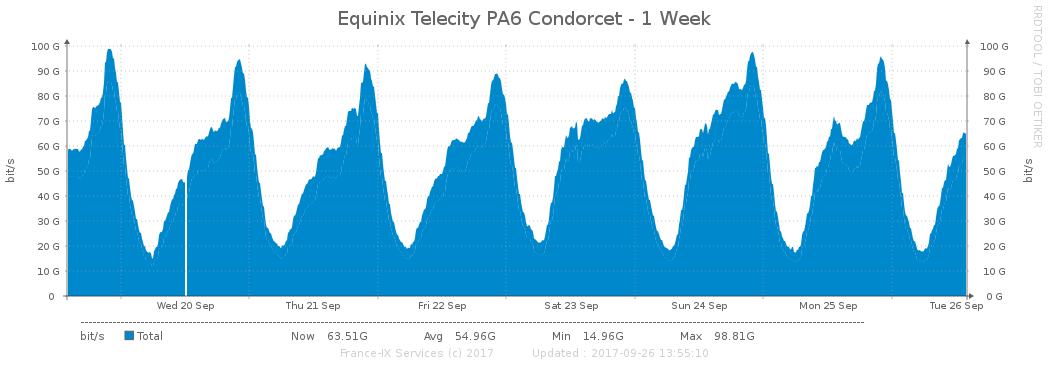 Equinix Telecity PA6 Condorcet - 1 Week
RRDTOOL / TOBI OETIKER
bit/s
bit/s
100 G 100 G
90 G 90 G
80 G 80 G
70 G 70 G
60 G 60 G
50 G 50 G
40 G 40 G
30 G 30 G
20 G 20 G
10 G 10 G
0 0 G
Wed 20 Sep Thu 21 Sep Fri 22 Sep Sat 23 Sep Sun 24 Sep Mon 25 Sep Tue 26 Sep
bit/s Total Now 63.51G Avg 54.96G Min 14.96G Max 98.81G
France-IX Services (c) 2017 Updated : 2017-09-26 13:55:10